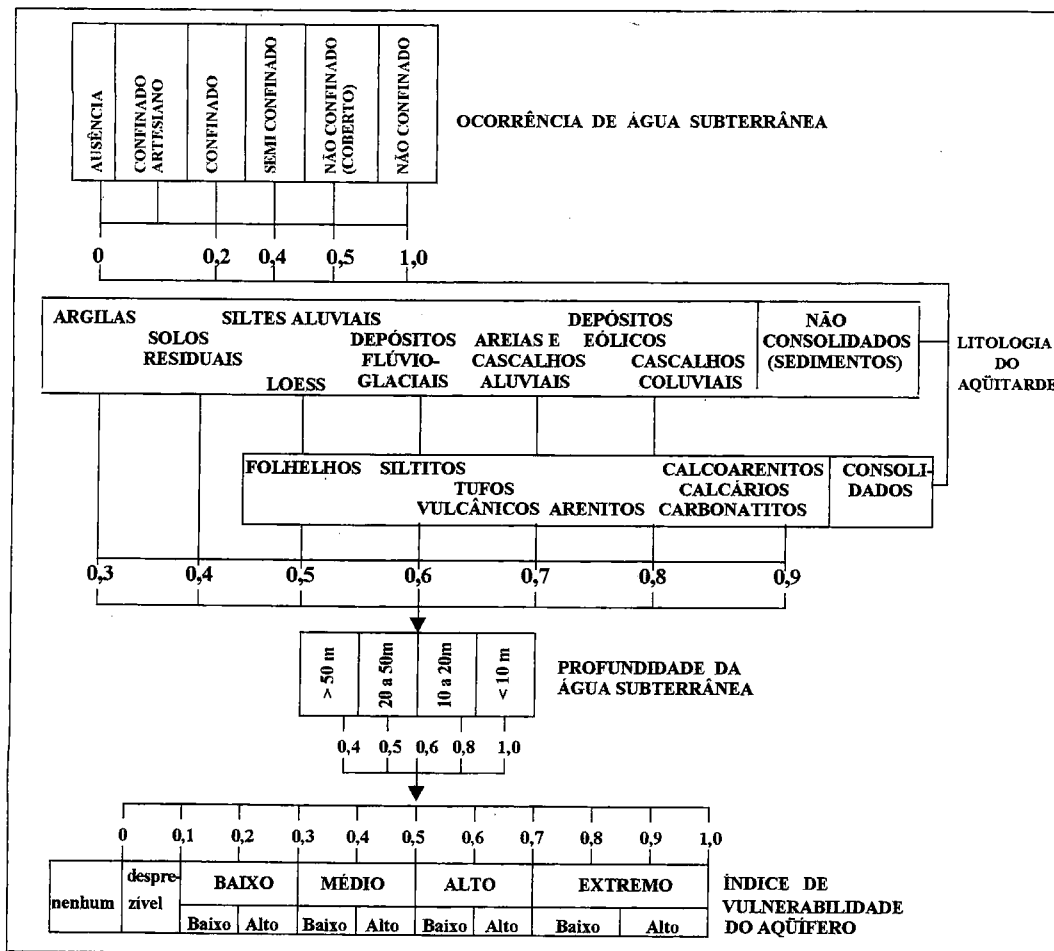 AUSÊNCIA
CONFINADO
ARTESIANO
CONFINADO
SEMI CONFINADO
NÃO CONFINADO
(COBERTO)
NÃO CONFINADO
OCORRÊNCIA DE ÁGUA SUBTERRÂNEA
0 0,2 0,4 0,5 1,0
ARGILAS
SOLOS
RESIDUAIS
SILTES ALUVIAIS
LOESS
DEPÓSITOS
FLÚVIO-
GLACIAIS
AREIAS E
CASCALHOS
ALUVIAIS
DEPÓSITOS
EÓLICOS
CASCALHOS
COLUVIAIS
NÃO
CONSOLIDADOS
(SEDIMENTOS)
LITOLOGIA
DO
AQÜITARDE
FOLHELHOS
SILTITOS
TUFOS
VULCÂNICOS
ARENITOS
CALCOARENITOS
CALCÁRIOS
CARBONATITOS
CONSOLI-
DADOS
0,3 0,4 0,5 0,6 0,7 0,8 0,9
> 50 m
20 a 50m
10 a 20m
< 10 m
PROFUNDIDADE DA
ÁGUA SUBTERRÂNEA
0,4 0,5 0,6 0,8 1,0
0 0,1 0,2 0,3 0,4 0,5 0,6 0,7 0,8 0,9 1,0
nenhum
despre-
zível
BAIXO
MÉDIO
ALTO
EXTREMO
Baixo Alto Baixo Alto Baixo Alto Baixo Alto
ÍNDICE DE
VULNERABILIDADE
DO AQÜÍFERO